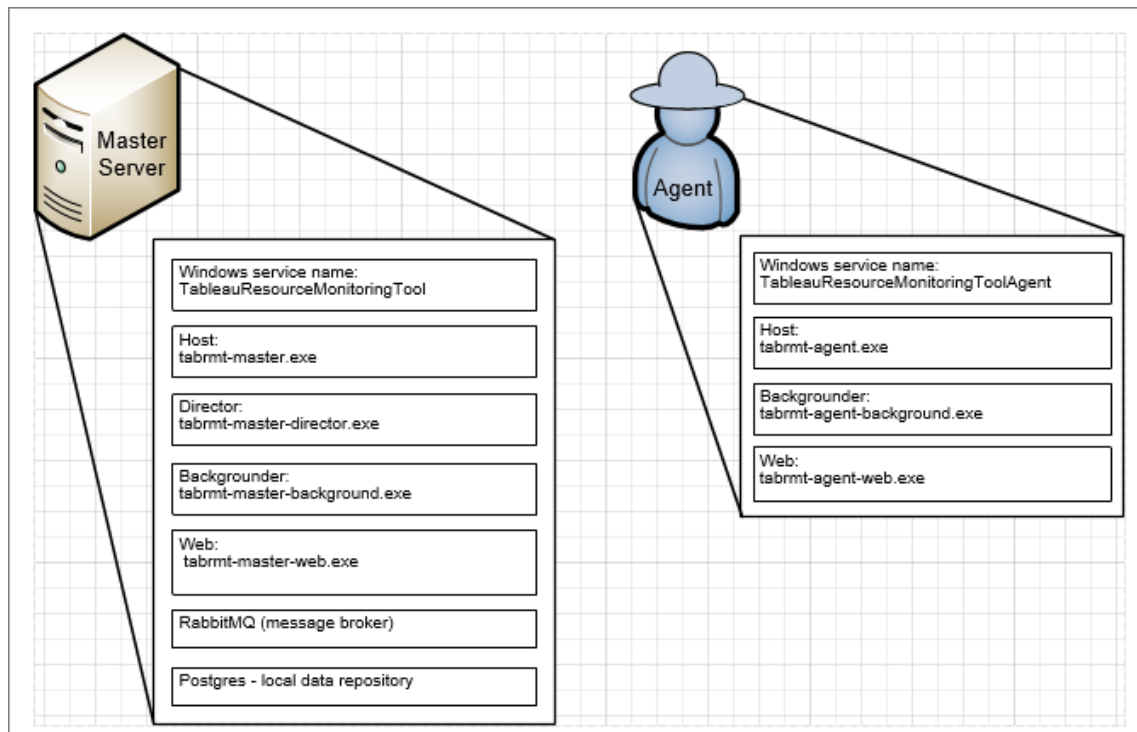 Master
Server
Windows service name:
TableauResourceMonitoringTool
Host:
tabrmt-master.exe
Director:
tabrmt-master-director.exe
Backgrounder:
tabrmt-master-background.exe
Web:
tabrmt-master-web.exe
RabbitMQ (message broker)
Postgres - local data repository
Agent
Windows service name:
TableauResourceMonitoringToolAgent
Host:
tabrmt-agent.exe
Backgrounder:
tabrmt-agent-background.exe
Web:
tabrmt-agent-web.exe